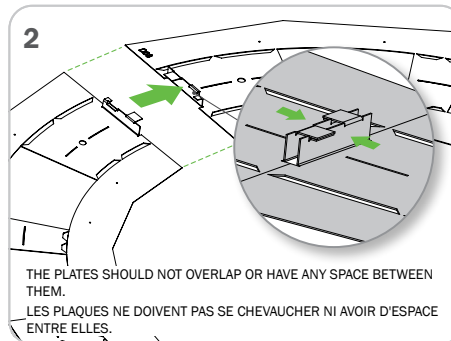 2
THE PLATES SHOULD NOT OVERLAP OR HAVE ANY SPACE BETWEEN
THEM.
LES PLAQUES NE DOIVENT PAS SE CHEVAUCHER NI AVOIR D'ESPACE
ENTRE ELLES.